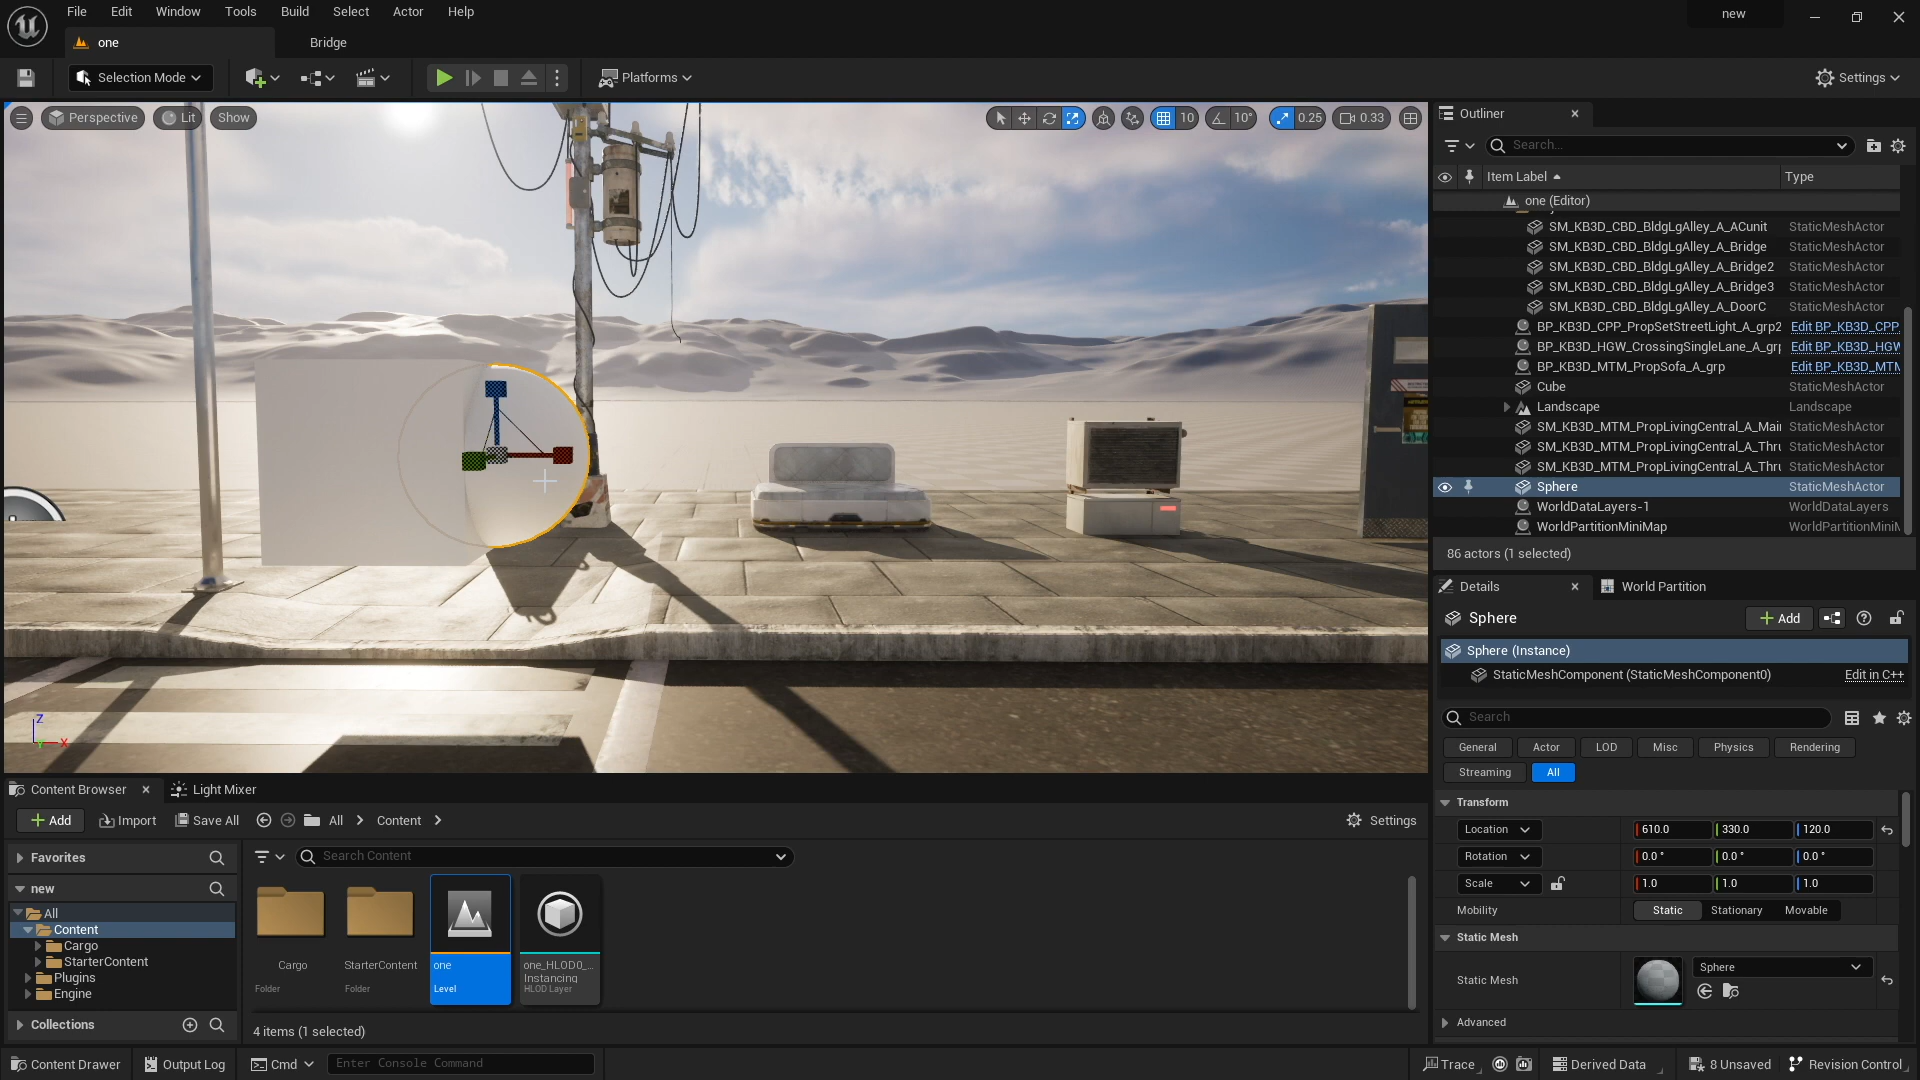 File Edit Window Tools Build Select Actor Help
new
one
Bridge
Selection Mode
Platforms
Settings
Perspective
Lit
Show
10
10°
0.25
0.33
Outliner
Search...
Item Label
Type
one (Editor)
SM_KB3D_CBD_BldgLgAlley_A_ACunit StaticMeshActor
SM_KB3D_CBD_BldgLgAlley_A_Bridge StaticMeshActor
SM_KB3D_CBD_BldgLgAlley_A_Bridge2 StaticMeshActor
SM_KB3D_CBD_BldgLgAlley_A_Bridge3 StaticMeshActor
SM_KB3D_CBD_BldgLgAlley_A_DoorC StaticMeshActor
BP_KB3D_CPP_PropSetStreetLight_A_grp2 Edit BP_KB3D_CPP
BP_KB3D_HGW_CrossingSingleLane_A_grp Edit BP_KB3D_HGW
BP_KB3D_MTM_PropSofa_A_grp Edit BP_KB3D_MTM
Cube StaticMeshActor
Landscape Landscape
SM_KB3D_MTM_PropLivingCentral_A_Mai StaticMeshActor
SM_KB3D_MTM_PropLivingCentral_A_Thru StaticMeshActor
SM_KB3D_MTM_PropLivingCentral_A_Thru StaticMeshActor
Sphere StaticMeshActor
WorldDataLayers-1 WorldDataLayers
WorldPartitionMiniMap WorldPartitionMiniM
86 actors (1 selected)
Details
World Partition
Sphere
Add
Sphere (Instance)
StaticMeshComponent (StaticMeshComponent0) Edit in C++
Search
General Actor LOD Misc Physics Rendering
Streaming All
Transform
Location 610.0 330.0 120.0
Rotation 0.0 ° 0.0 ° 0.0 °
Scale 1.0 1.0 1.0
Mobility Static Stationary Movable
Static Mesh
Static Mesh Sphere
Advanced
Z
Y
X
Content Browser
Light Mixer
Add Import Save All All Content Settings
Favorites
new
All
Content
Cargo
StarterContent
Plugins
Engine
Collections
Search Content
Cargo
Folder
StarterContent
Folder
one
Level
one_HLOD0_...
Instancing
HLOD Layer
4 items (1 selected)
Content Drawer Output Log Cmd Enter Console Command Trace Derived Data 8 Unsaved Revision Control